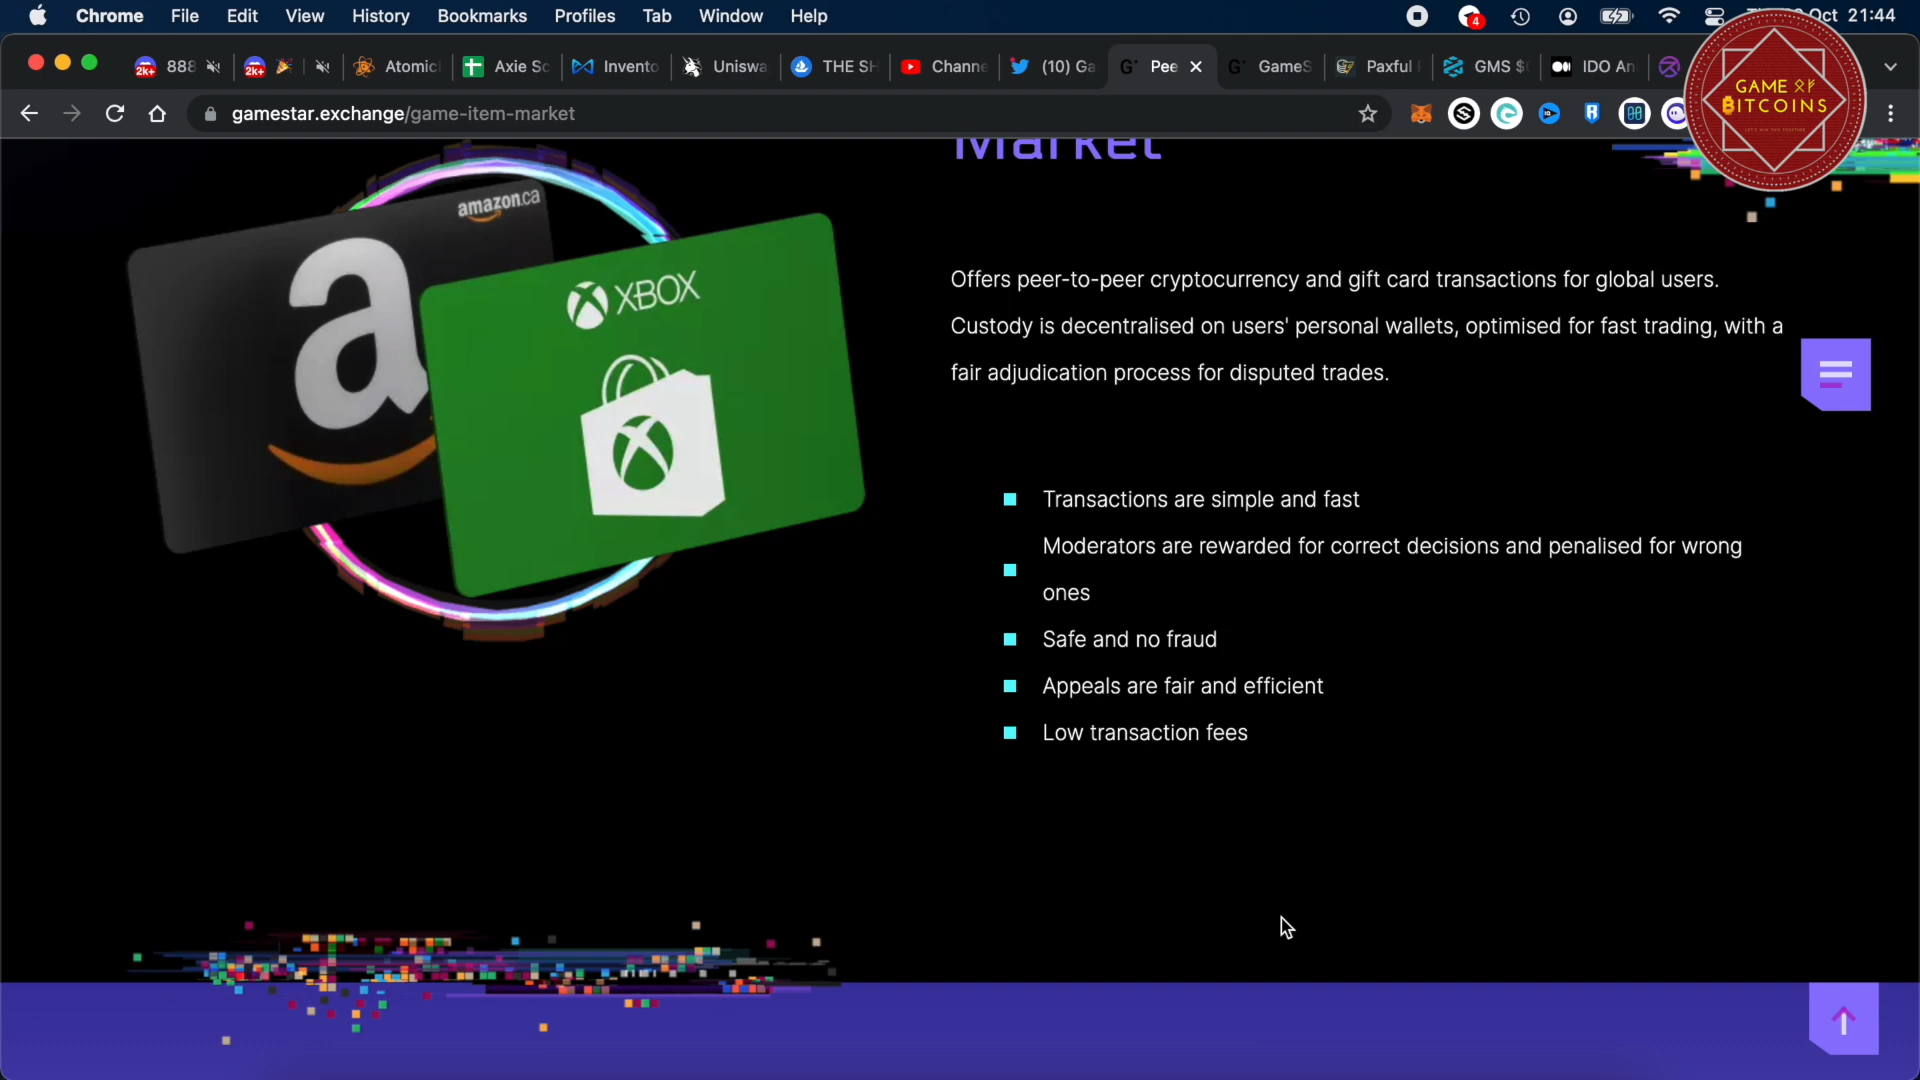 Chrome File Edit View History Bookmarks Profiles Tab Window Help
4
Oct 21:44
2k+ 888
2k+
Atomic
Axie Sc
Invento
Uniswa
THE SH
Channe
(10) Ga
Pee
GameS
Paxful
GMS $
IDO An
gamestar.exchange/game-item-market
GAME OF
BITCOINS
Market
amazon.ca
a
XBOX
Offers peer-to-peer cryptocurrency and gift card transactions for global users.
Custody is decentralised on users' personal wallets, optimised for fast trading, with a
fair adjudication process for disputed trades.
Transactions are simple and fast
Moderators are rewarded for correct decisions and penalised for wrong
ones
Safe and no fraud
Appeals are fair and efficient
Low transaction fees